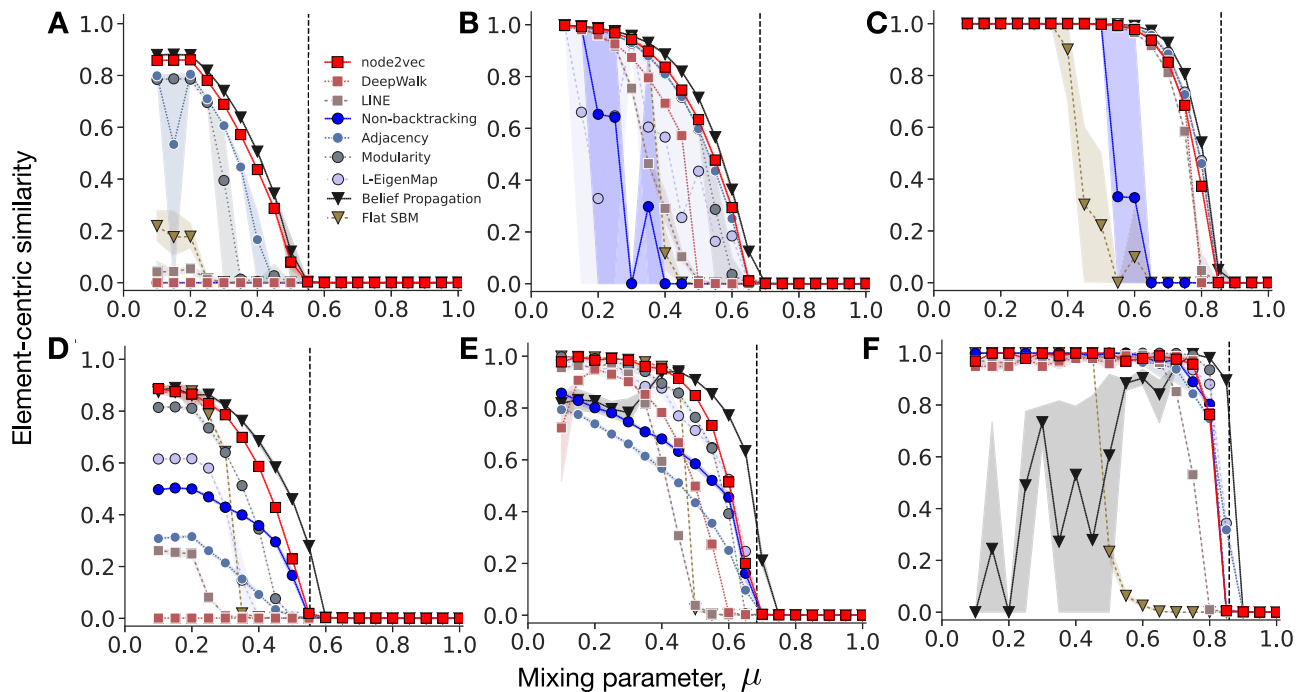 A
B
C
1.0
0.8
0.6
0.4
0.2
0.0
0.0 0.2 0.4 0.6 0.8 1.0
node2vec
DeepWalk
LINE
Non-backtracking
Adjacency
Modularity
L-EigenMap
Belief Propagation
Flat SBM
1.0
0.8
0.6
0.4
0.2
0.0
0.0 0.2 0.4 0.6 0.8 1.0
1.0
0.8
0.6
0.4
0.2
0.0
0.0 0.2 0.4 0.6 0.8 1.0
Element-centric similarity
D
E
F
1.0
0.8
0.6
0.4
0.2
0.0
0.0 0.2 0.4 0.6 0.8 1.0
1.0
0.8
0.6
0.4
0.2
0.0
0.0 0.2 0.4 0.6 0.8 1.0
1.0
0.8
0.6
0.4
0.2
0.0
0.0 0.2 0.4 0.6 0.8 1.0
Mixing parameter, μ